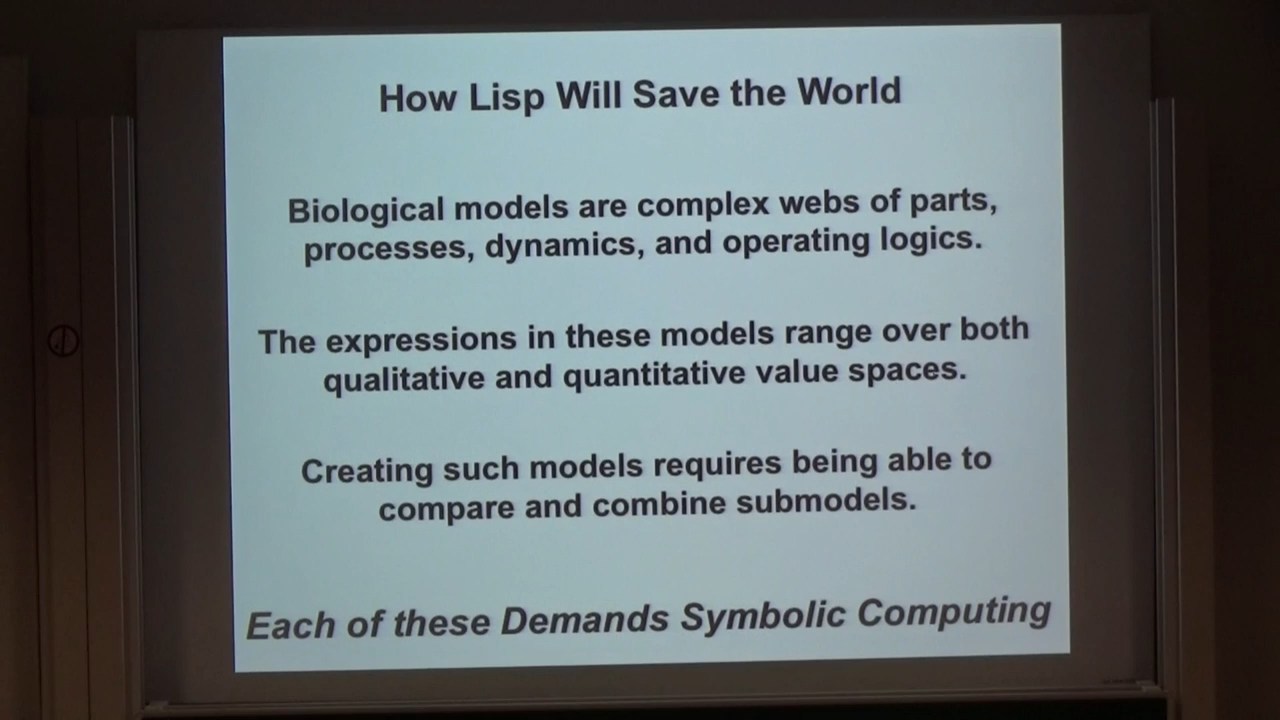 How Lisp Will Save the World
Biological models are complex webs of parts,
processes, dynamics, and operating logics.
The expressions in these models range over both
qualitative and quantitative value spaces.
Creating such models requires being able to
compare and combine submodels.
Each of these Demands Symbolic Computing